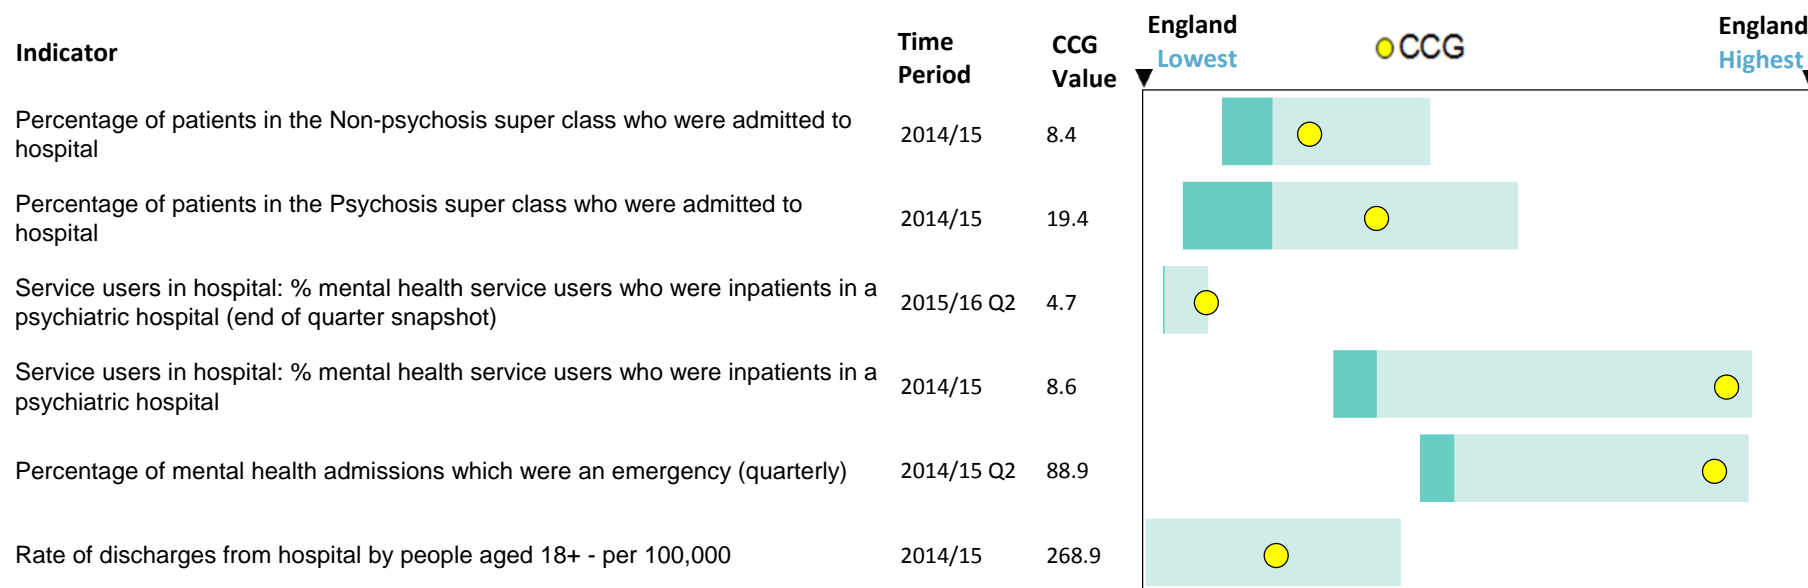 Indicator
Time Period
CCG Value
England Lowest
CCG
England Highest
Percentage of patients in the Non-psychosis super class who were admitted to
hospital
2014/15
8.4
Percentage of patients in the Psychosis super class who were admitted to
hospital
2014/15
19.4
Service users in hospital: % mental health service users who were inpatients in a
psychiatric hospital (end of quarter snapshot)
2015/16 Q2
4.7
Service users in hospital: % mental health service users who were inpatients in a
psychiatric hospital
2014/15
8.6
Percentage of mental health admissions which were an emergency (quarterly)
2014/15 Q2
88.9
Rate of discharges from hospital by people aged 18+ - per 100,000
2014/15
268.9